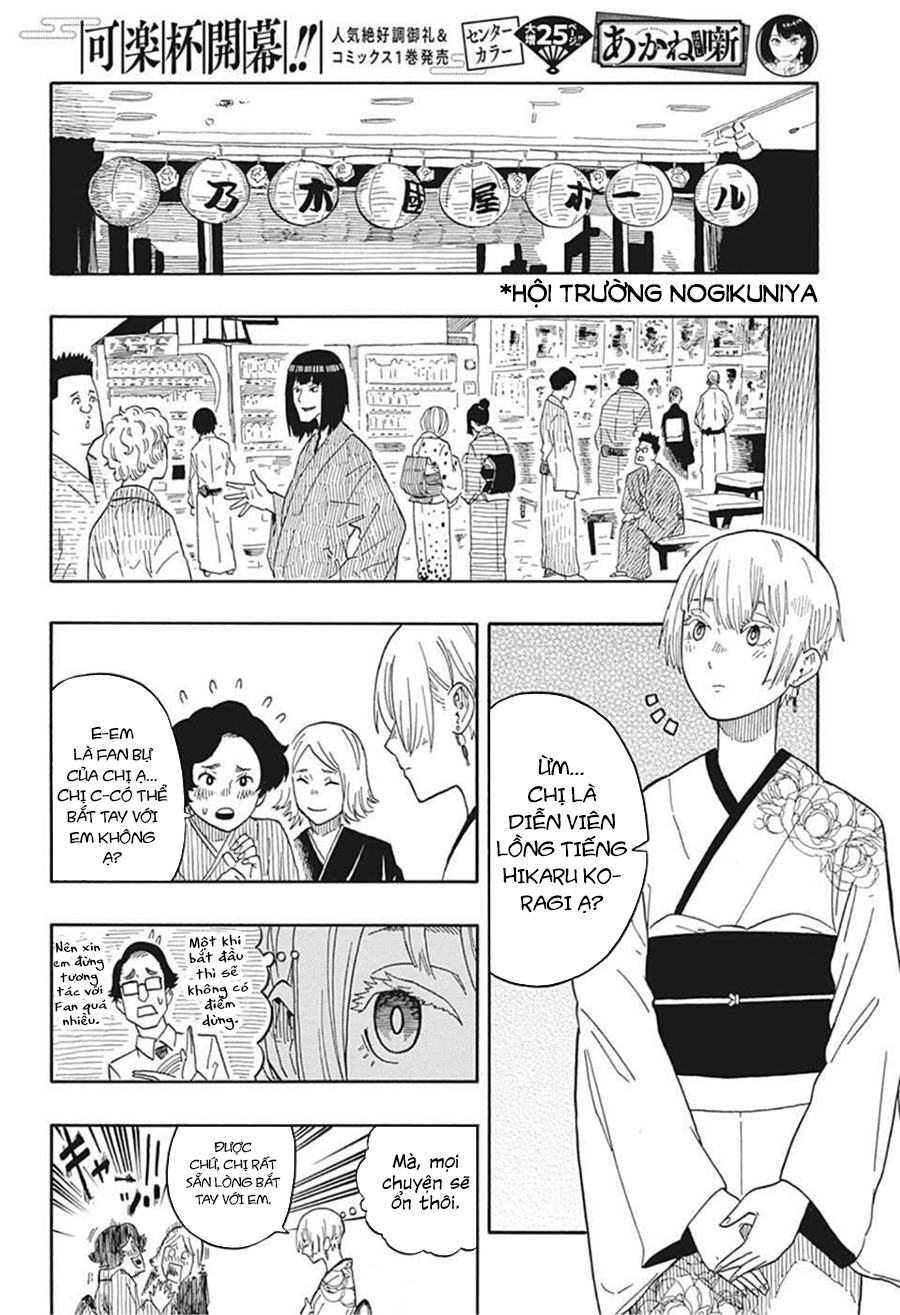 可楽杯開幕!!
人気絶好調御礼&
コミックス1巻発売
センター
カラー
大増25ページ!!
あかね噺
乃木國屋ホール
*HỘI TRƯỜNG NOGIKUNIYA
ỪM...
CHỊ LÀ
DIỄN VIÊN
LỒNG TIẾNG
HIKARU KO-
RAGI Ạ?
E-EM
LÀ FAN BỰ
CỦA CHỊ Ạ...
CHỊ C-CÓ THỂ
BẮT TAY VỚI
EM KHÔNG
Ạ?
Một khi
bắt đầu
thì sẽ
không có
điểm
dừng.
Nên xin
em đừng
tương
tác với
Fan quá
nhiều.
Mà, mọi
chuyện sẽ
ổn thôi.
ĐƯỢC
CHỨ, CHỊ RẤT
SẴN LÒNG BẮT
TAY VỚI EM.
キャー